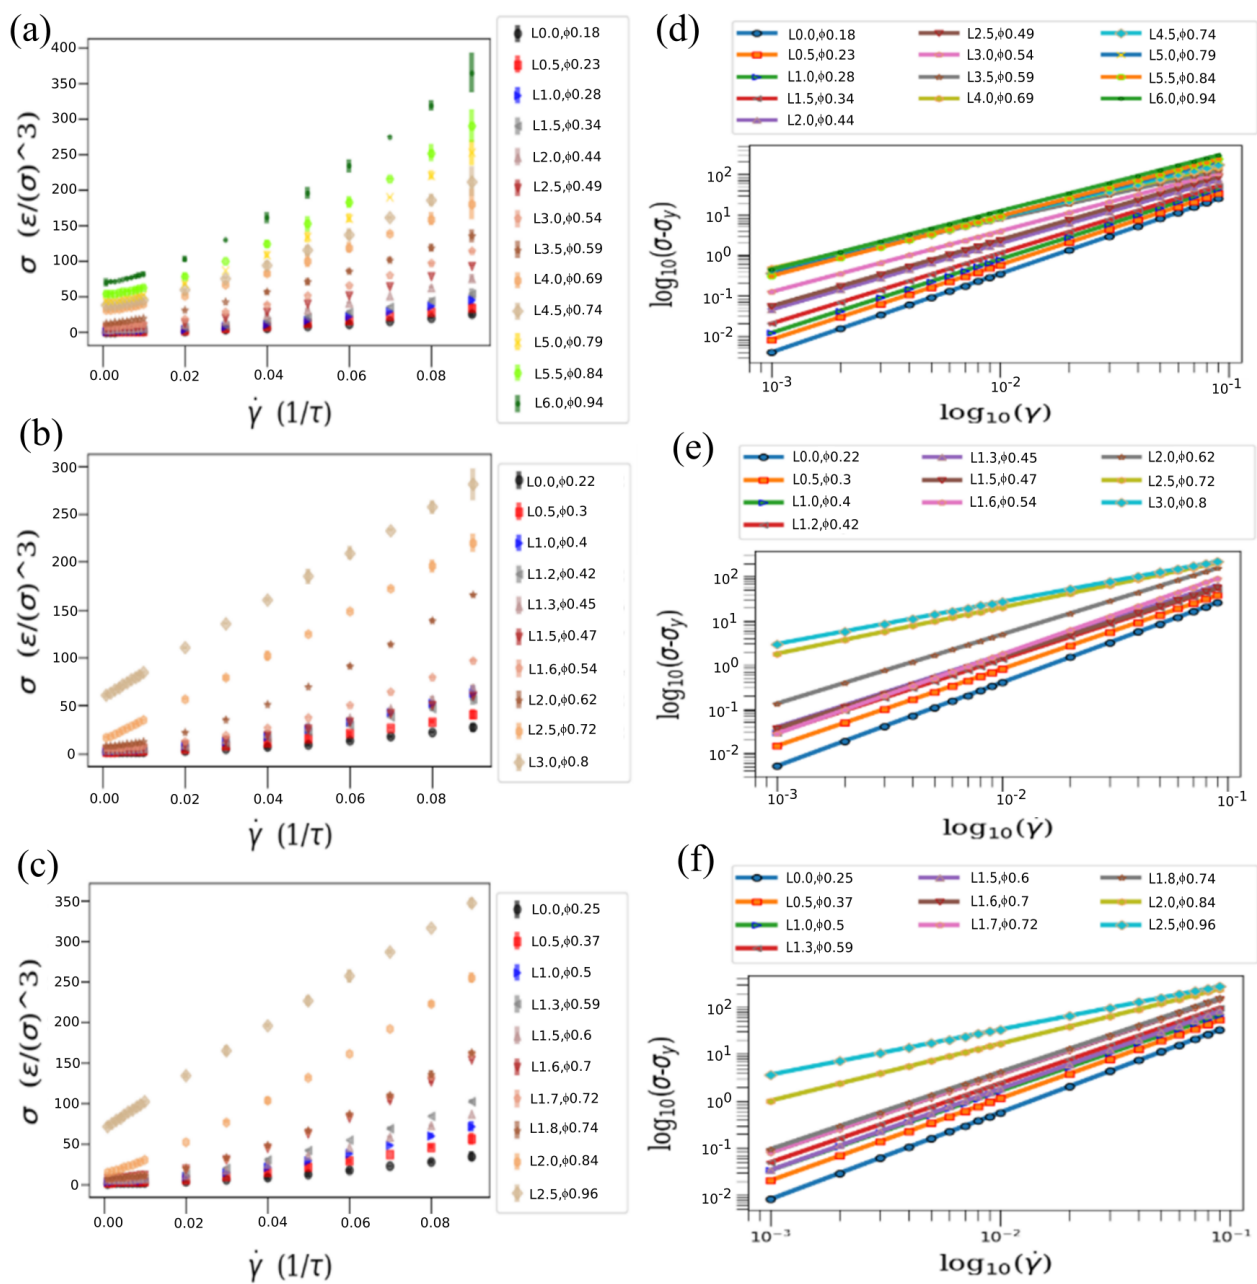 (a)
400
350
300
250
200
150
100
50
0
σ (ε/(σ)^3)
0.00 0.02 0.04 0.06 0.08
γ̇ (1/τ)
L0.0,ϕ0.18
L0.5,ϕ0.23
L1.0,ϕ0.28
L1.5,ϕ0.34
L2.0,ϕ0.44
L2.5,ϕ0.49
L3.0,ϕ0.54
L3.5,ϕ0.59
L4.0,ϕ0.69
L4.5,ϕ0.74
L5.0,ϕ0.79
L5.5,ϕ0.84
L6.0,ϕ0.94
(d)
L0.0,ϕ0.18 L2.5,ϕ0.49 L4.5,ϕ0.74
L0.5,ϕ0.23 L3.0,ϕ0.54 L5.0,ϕ0.79
L1.0,ϕ0.28 L3.5,ϕ0.59 L5.5,ϕ0.84
L1.5,ϕ0.34 L4.0,ϕ0.69 L6.0,ϕ0.94
L2.0,ϕ0.44
10²
10¹
10⁰
10⁻¹
10⁻²
log₁₀(σ-σ_y)
10⁻³ 10⁻² 10⁻¹
log₁₀(γ̇)
(b)
300
250
200
150
100
50
0
σ (ε/(σ)^3)
0.00 0.02 0.04 0.06 0.08
γ̇ (1/τ)
L0.0,ϕ0.22
L0.5,ϕ0.3
L1.0,ϕ0.4
L1.2,ϕ0.42
L1.3,ϕ0.45
L1.5,ϕ0.47
L1.6,ϕ0.54
L2.0,ϕ0.62
L2.5,ϕ0.72
L3.0,ϕ0.8
(e)
L0.0,ϕ0.22 L1.3,ϕ0.45 L2.0,ϕ0.62
L0.5,ϕ0.3 L1.5,ϕ0.47 L2.5,ϕ0.72
L1.0,ϕ0.4 L1.6,ϕ0.54 L3.0,ϕ0.8
L1.2,ϕ0.42
10²
10¹
10⁰
10⁻¹
10⁻²
log₁₀(σ-σ_y)
10⁻³ 10⁻² 10⁻¹
log₁₀(γ̇)
(c)
350
300
250
200
150
100
50
0
σ (ε/(σ)^3)
0.00 0.02 0.04 0.06 0.08
γ̇ (1/τ)
L0.0,ϕ0.25
L0.5,ϕ0.37
L1.0,ϕ0.5
L1.3,ϕ0.59
L1.5,ϕ0.6
L1.6,ϕ0.7
L1.7,ϕ0.72
L1.8,ϕ0.74
L2.0,ϕ0.84
L2.5,ϕ0.96
(f)
L0.0,ϕ0.25 L1.5,ϕ0.6 L1.8,ϕ0.74
L0.5,ϕ0.37 L1.6,ϕ0.7 L2.0,ϕ0.84
L1.0,ϕ0.5 L1.7,ϕ0.72 L2.5,ϕ0.96
L1.3,ϕ0.59
10²
10¹
10⁰
10⁻¹
10⁻²
log₁₀(σ-σ_y)
10⁻³ 10⁻² 10⁻¹
log₁₀(γ̇)